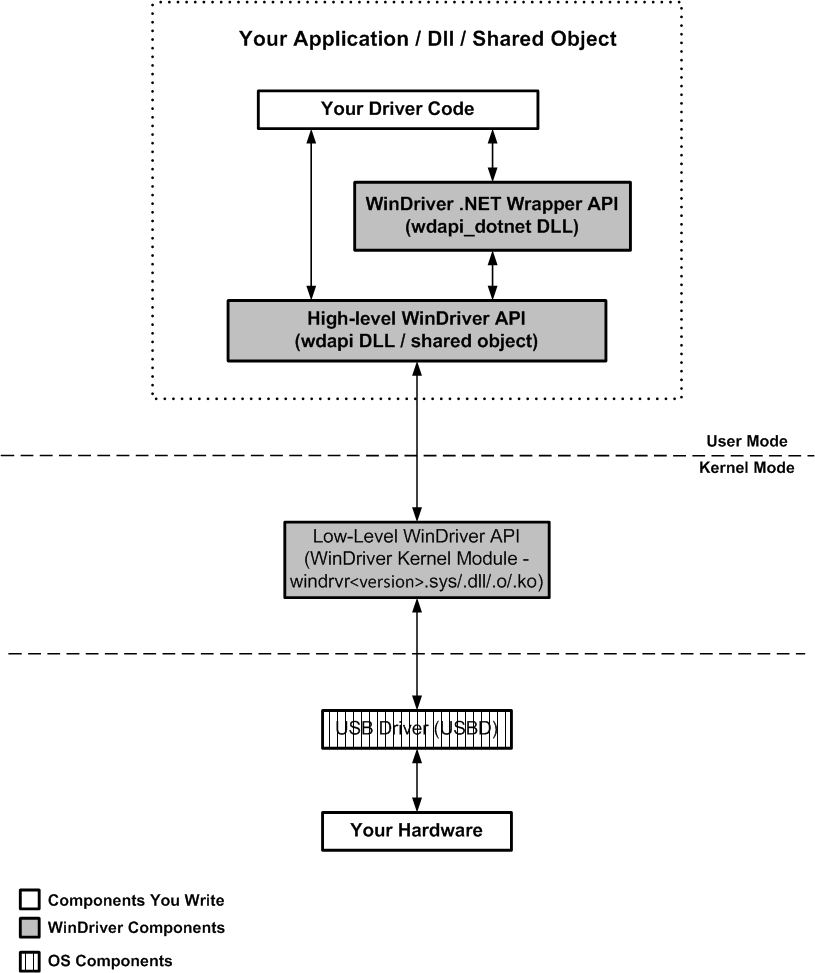 Your Application / Dll / Shared Object
Your Driver Code
WinDriver .NET Wrapper API
(wdapi_dotnet DLL)
High-level WinDriver API
(wdapi DLL / shared object)
User Mode
Kernel Mode
Low-Level WinDriver API
(WinDriver Kernel Module -
windrvr<version>.sys/.dll/.o/.ko)
USB Driver (USBD)
Your Hardware
Components You Write
WinDriver Components
OS Components